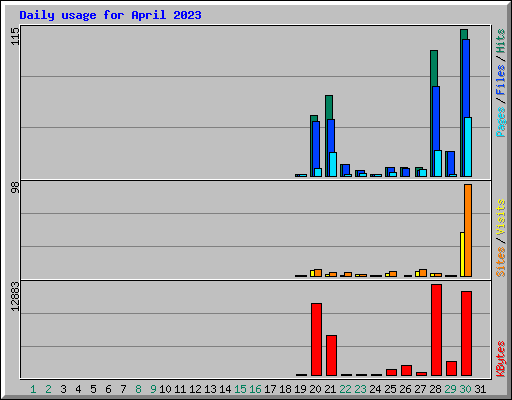 Daily usage for April 2023
115
98
12883
Pages / Files / Hits
Sites / Visits
KBytes
1 2 3 4 5 6 7 8 9 10 11 12 13 14 15 16 17 18 19 20 21 22 23 24 25 26 27 28 29 30 31